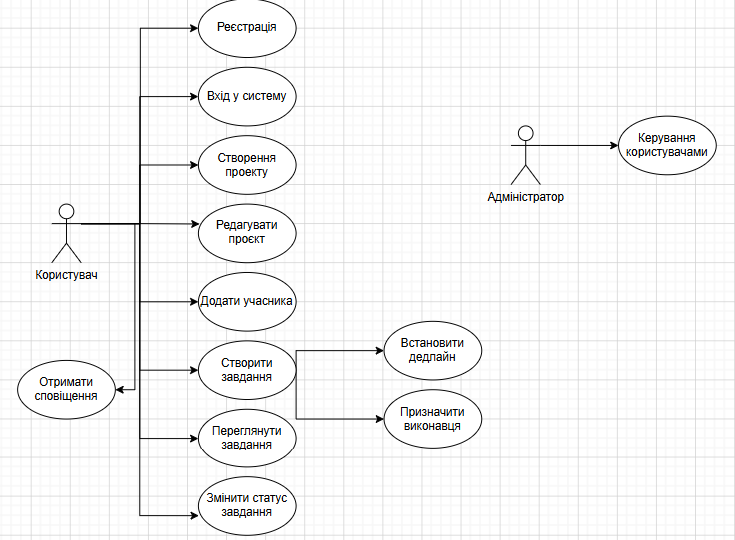 Реєстрація
Вхід у систему
Створення
проекту
Редагувати
проєкт
Додати учасника
Створити
завдання
Переглянути
завдання
Змінити статус
завдання
Користувач
Отримати
сповіщення
Встановити
дедлайн
Призначити
виконавця
Адміністратор
Керування
користувачами